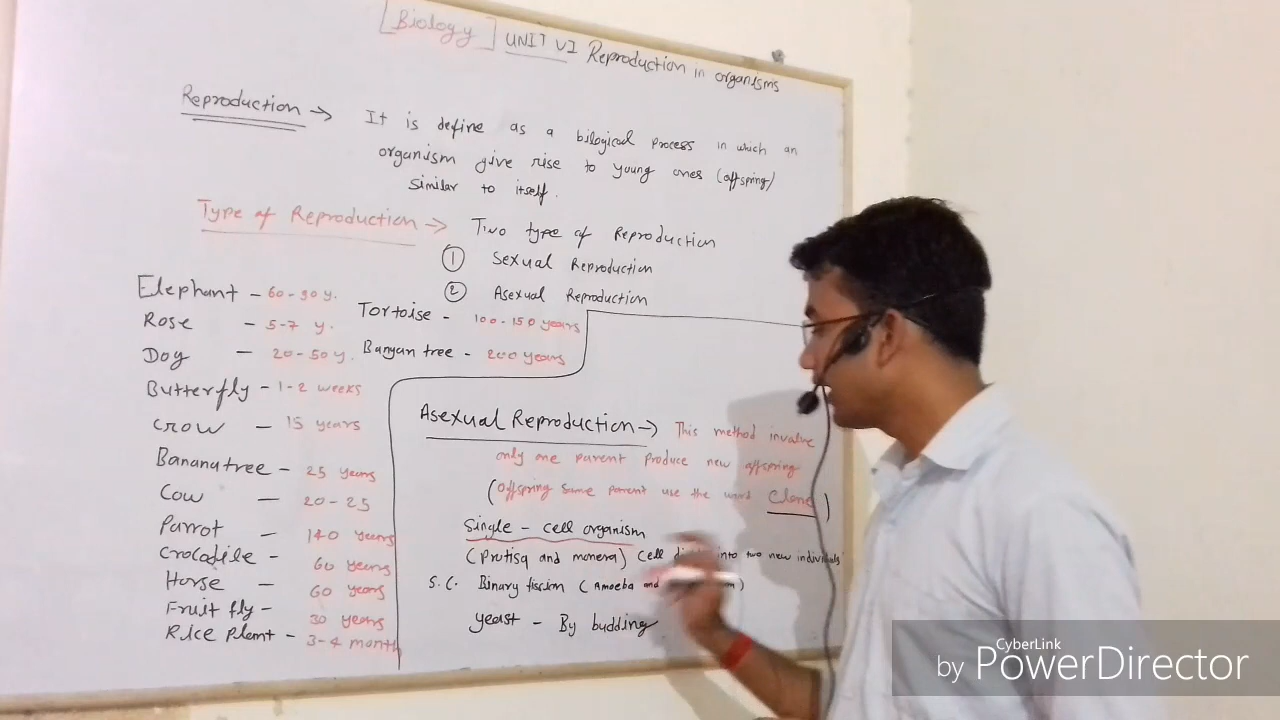 [Biology] UNIT VI Reproduction in organisms
Reproduction → It is define as a bilogical process in which an
organism give rise to young ones (offspring)
similar to itself.
Type of Reproduction → Two type of Reproduction
① Sexual Reproduction
② Asexual Reproduction
Elephant - 60-90 y.
Rose - 5-7 y.
Dog - 20-50 y.
Butterfly - 1-2 weeks
Crow - 15 years
Banana tree - 25 years
Cow - 20-25
Parrot - 140 years
Crocodile - 60 years
Horse - 60 years
Fruit fly - 30 years
Rice Plant - 3-4 month
Tortoise - 100-150 years
Banyan tree - 200 years
Asexual Reproduction → This method involve
only one parent produce new offspring
(offspring same parent use the word Clone)
Single - cell organism
(Protista and monera) Cell into two new individuals
S.C. Binary fission (Amoeba and
yeast - By budding
CyberLink
by PowerDirector